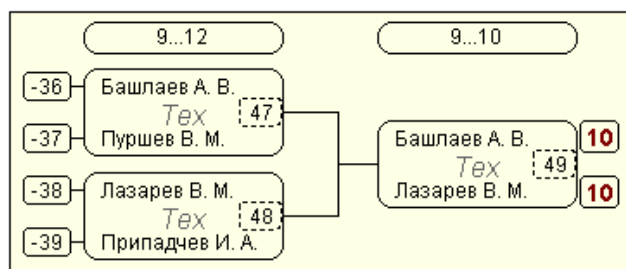 9...12
9...10
-36
Башлаев А. В.
Тех
47
-37
Пуршев В. М.
-38
Лазарев В. М.
Тех
48
-39
Припадчев И. А.
Башлаев А. В.
10
Тех
49
Лазарев В. М.
10